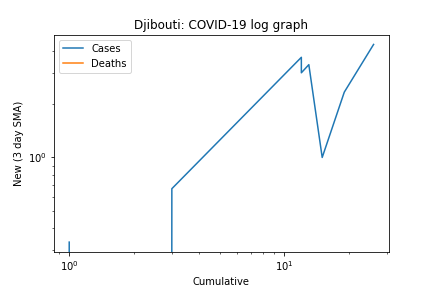 Djibouti: COVID-19 log graph
Cases
Deaths
New (3 day SMA)
10⁰
10⁰
10¹
Cumulative